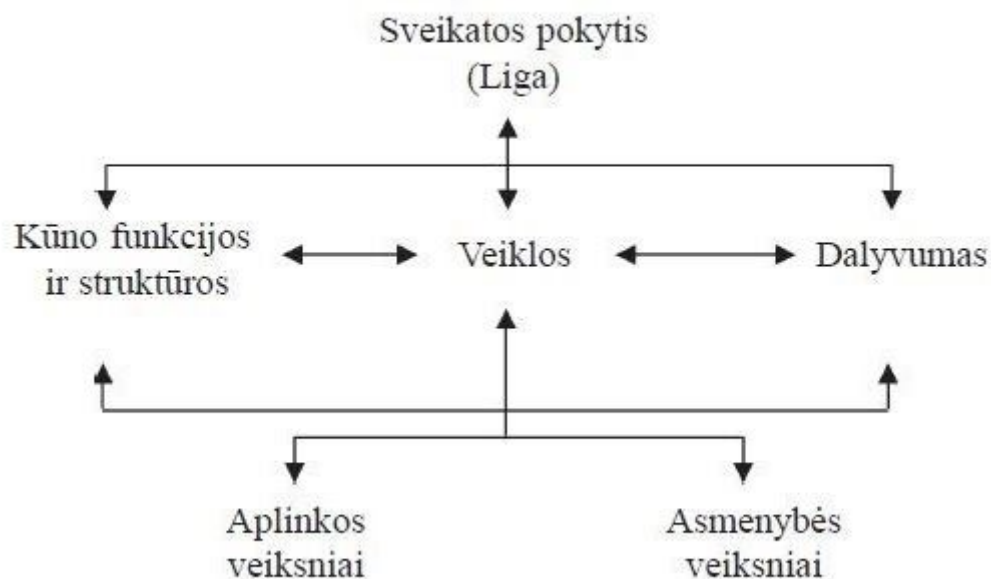 Sveikatos pokytis
(Liga)
Kūno funkcijos
ir struktūros
Veiklos
Dalyvumas
Aplinkos
veiksniai
Asmenybės
veiksniai